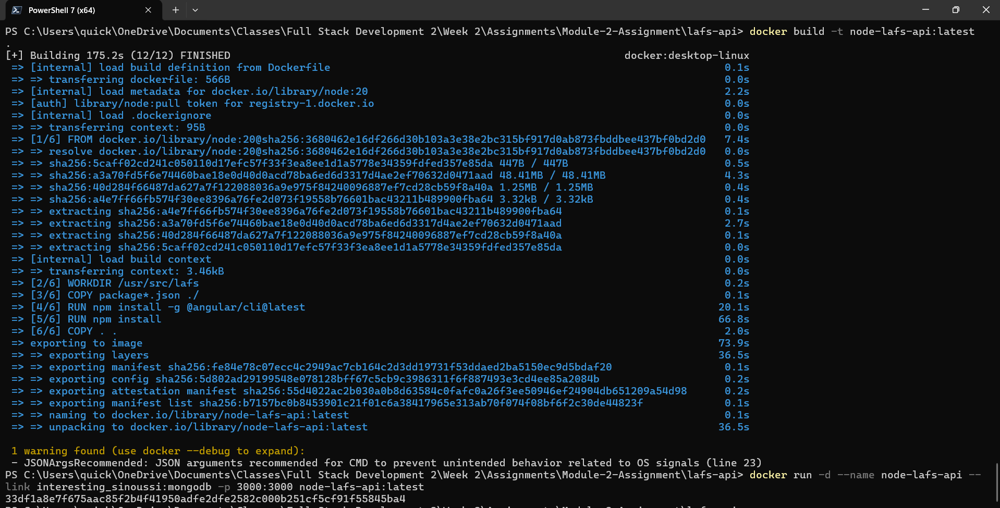 PowerShell 7 (x64)
PS C:\Users\quick\OneDrive\Documents\Classes\Full Stack Development 2\Week 2\Assignments\Module-2-Assignment\lafs-api> docker build -t node-lafs-api:latest
.
[+] Building 175.2s (12/12) FINISHED docker:desktop-linux
=> [internal] load build definition from Dockerfile 0.1s
=> => transferring dockerfile: 566B 0.0s
=> [internal] load metadata for docker.io/library/node:20 2.2s
=> [auth] library/node:pull token for registry-1.docker.io 0.0s
=> [internal] load .dockerignore 0.0s
=> => transferring context: 95B 0.0s
=> [1/6] FROM docker.io/library/node:20@sha256:3680462e16df266d30b103a3e38e2bc315bf917d0ab873fbddbee437bf0bd2d0 7.4s
=> => resolve docker.io/library/node:20@sha256:3680462e16df266d30b103a3e38e2bc315bf917d0ab873fbddbee437bf0bd2d0 0.0s
=> => sha256:5caff02cd241c050110d17efc57f33f3ea8ee1d1a5778e34359fdfed357e85da 447B / 447B 0.5s
=> => sha256:a3a70fd5f6e74460bae18e0d40d0acd78ba6ed6d3317d4ae2ef70632d0471aad 48.41MB / 48.41MB 4.3s
=> => sha256:40d284f66487da627a7f122088036a9e975f84240096887ef7cd28cb59f8a40a 1.25MB / 1.25MB 0.4s
=> => sha256:a4e7ff66fb574f30ee8396a76fe2d073f19558b76601bac43211b489900fba64 3.32kB / 3.32kB 0.4s
=> => extracting sha256:a4e7ff66fb574f30ee8396a76fe2d073f19558b76601bac43211b489900fba64 0.1s
=> => extracting sha256:a3a70fd5f6e74460bae18e0d40d0acd78ba6ed6d3317d4ae2ef70632d0471aad 2.7s
=> => extracting sha256:40d284f66487da627a7f122088036a9e975f84240096887ef7cd28cb59f8a40a 0.1s
=> => extracting sha256:5caff02cd241c050110d17efc57f33f3ea8ee1d1a5778e34359fdfed357e85da 0.0s
=> [internal] load build context 0.0s
=> => transferring context: 3.46kB 0.0s
=> [2/6] WORKDIR /usr/src/lafs 0.2s
=> [3/6] COPY package*.json ./ 0.1s
=> [4/6] RUN npm install -g @angular/cli@latest 20.1s
=> [5/6] RUN npm install 66.8s
=> [6/6] COPY . . 2.0s
=> exporting to image 73.9s
=> => exporting layers 36.5s
=> => exporting manifest sha256:fe84e78c07ecc4c2949ac7cb164c2d3dd19731f53ddaed2ba5150ec9d5bdaf20 0.1s
=> => exporting config sha256:5d802ad29199548e078128bff67c5cb9c3986311f6f887493e3cd4ee85a2084b 0.2s
=> => exporting attestation manifest sha256:55d4022ac2b030a0b8d63584c0fafc0a26f3ee50946ef24904db651209a54d98 0.2s
=> => exporting manifest list sha256:b7157bc0b8453901c21f01c6a38417965e313ab70f074f08bf6f2c30de44823f 0.1s
=> => naming to docker.io/library/node-lafs-api:latest 0.1s
=> => unpacking to docker.io/library/node-lafs-api:latest 36.5s
1 warning found (use docker --debug to expand):
- JSONArgsRecommended: JSON arguments recommended for CMD to prevent unintended behavior related to OS signals (line 23)
PS C:\Users\quick\OneDrive\Documents\Classes\Full Stack Development 2\Week 2\Assignments\Module-2-Assignment\lafs-api> docker run -d --name node-lafs-api --
link interesting_sinoussi:mongodb -p 3000:3000 node-lafs-api:latest
33df1a8e7f675aac85f2b4f41950adfe2dfe2582c000b251cf5cf91f55845ba4